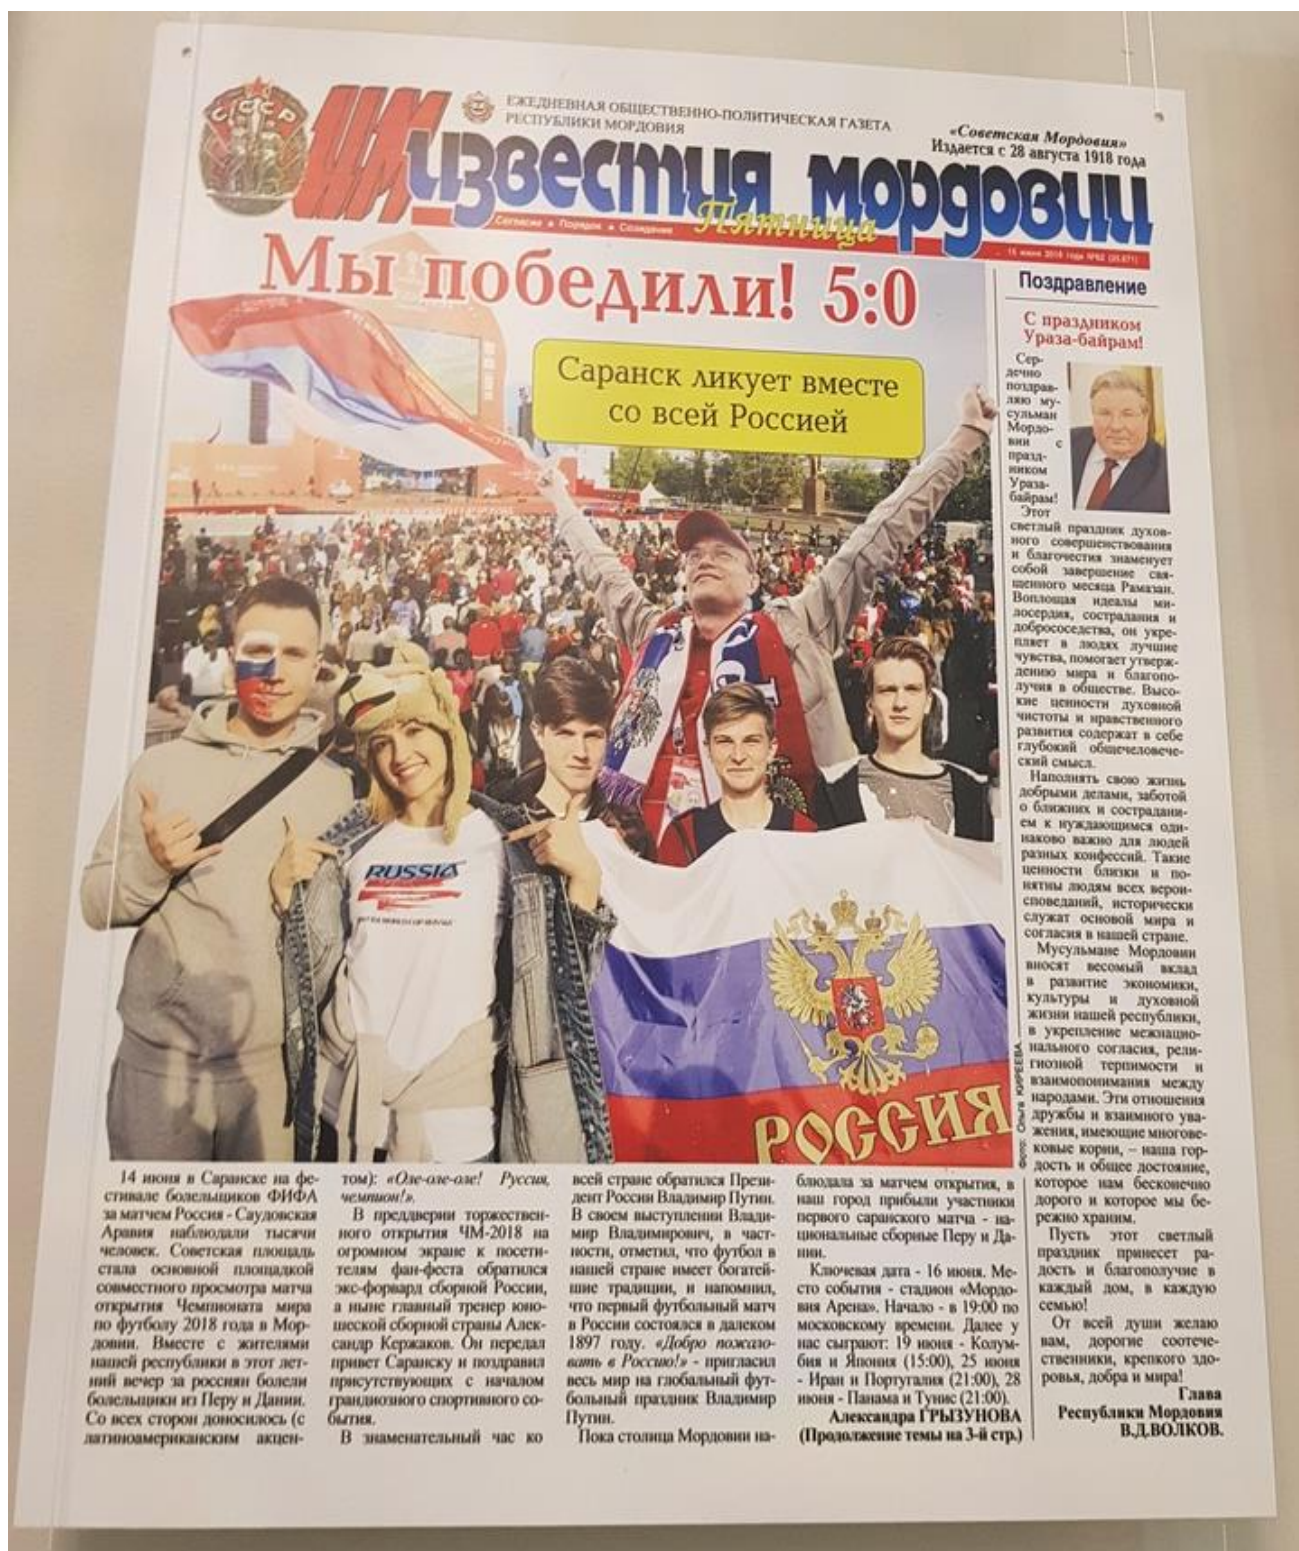 СССР
ИМ
ЕЖЕДНЕВНАЯ ОБЩЕСТВЕННО-ПОЛИТИЧЕСКАЯ ГАЗЕТА
РЕСПУБЛИКИ МОРДОВИЯ
«Советская Мордовия»
Издается с 28 августа 1918 года
известия мордовии
Пятница
Согласие Порядок Созидание
15 июня 2018 года №62 (25.671)
Мы победили! 5:0
Саранск ликует вместе
со всей Россией
RUSSIA
РОССИЯ
Фото: Ольга КИРЕЕВА
14 июня в Саранске на фе-
стивале болельщиков ФИФА
за матчем Россия - Саудовская
Аравия наблюдали тысячи
человек. Советская площадь
стала основной площадкой
совместного просмотра матча
открытия Чемпионата мира
по футболу 2018 года в Мор-
довии. Вместе с жителями
нашей республики в этот лет-
ний вечер за россиян болели
болельщики из Перу и Дании.
Со всех сторон доносилось (с
латиноамериканским акцен-
том): «Оле-оле-оле! Руссия,
чемпион!».
В преддверии торжествен-
ного открытия ЧМ-2018 на
огромном экране к посети-
телям фан-феста обратился
экс-форвард сборной России,
а ныне главный тренер юно-
шеской сборной страны Алек-
сандр Кержаков. Он передал
привет Саранску и поздравил
присутствующих с началом
грандиозного спортивного со-
бытия.
В знаменательный час ко
всей стране обратился Прези-
дент России Владимир Путин.
В своем выступлении Влади-
мир Владимирович, в част-
ности, отметил, что футбол в
нашей стране имеет богатей-
шие традиции, и напомнил,
что первый футбольный матч
в России состоялся в далеком
1897 году. «Добро пожало-
вать в Россию!» - пригласил
весь мир на глобальный фут-
больный праздник Владимир
Путин.
Пока столица Мордовии на-
блюдала за матчем открытия, в
наш город прибыли участники
первого саранского матча - на-
циональные сборные Перу и Да-
нии.
Ключевая дата - 16 июня. Ме-
сто события - стадион «Мордо-
вия Арена». Начало - в 19:00 по
московскому времени. Далее у
нас сыграют: 19 июня - Колум-
бия и Япония (15:00), 25 июня
- Иран и Португалия (21:00), 28
июня - Панама и Тунис (21:00).
Александра ГРЫЗУНОВА
(Продолжение темы на 3-й стр.)
Поздравление
С праздником
Ураза-байрам!
Сер-
дечно
поздрав-
ляю му-
сульман
Мордо-
вии с
празд-
ником
Ураза-
байрам!
Этот
светлый праздник духов-
ного совершенствования
и благочестия знаменует
собой завершение свя-
щенного месяца Рамазан.
Воплощая идеалы ми-
лосердия, сострадания и
добрососедства, он укре-
пляет в людях лучшие
чувства, помогает утверж-
дению мира и благопо-
лучия в обществе. Высо-
кие ценности духовной
чистоты и нравственного
развития содержат в себе
глубокий общечеловече-
ский смысл.
Наполнять свою жизнь
добрыми делами, заботой
о ближних и сострадани-
ем к нуждающимся оди-
наково важно для людей
разных конфессий. Такие
ценности близки и по-
нятны людям всех верои-
споведаний, исторически
служат основой мира и
согласия в нашей стране.
Мусульмане Мордовии
вносят весомый вклад
в развитие экономики,
культуры и духовной
жизни нашей республики,
в укрепление межнацио-
нального согласия, рели-
гиозной терпимости и
взаимопонимания между
народами. Эти отношения
дружбы и взаимного ува-
жения, имеющие многове-
ковые корни, – наша гор-
дость и общее достояние,
которое нам бесконечно
дорого и которое мы бе-
режно храним.
Пусть этот светлый
праздник принесет ра-
дость и благополучие в
каждый дом, в каждую
семью!
От всей души желаю
вам, дорогие соотече-
ственники, крепкого здо-
ровья, добра и мира!
Глава
Республики Мордовия
В.Д.ВОЛКОВ.